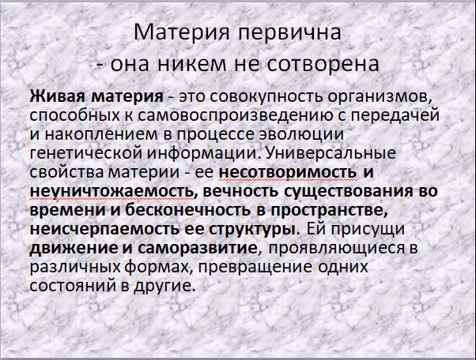 Материя первична
- она никем не сотворена
Живая материя - это совокупность организмов,
способных к самовоспроизведению с передачей
и накоплением в процессе эволюции
генетической информации. Универсальные
свойства материи - ее несотворимость и
неуничтожаемость, вечность существования во
времени и бесконечность в пространстве,
неисчерпаемость ее структуры. Ей присущи
движение и саморазвитие, проявляющиеся в
различных формах, превращение одних
состояний в другие.